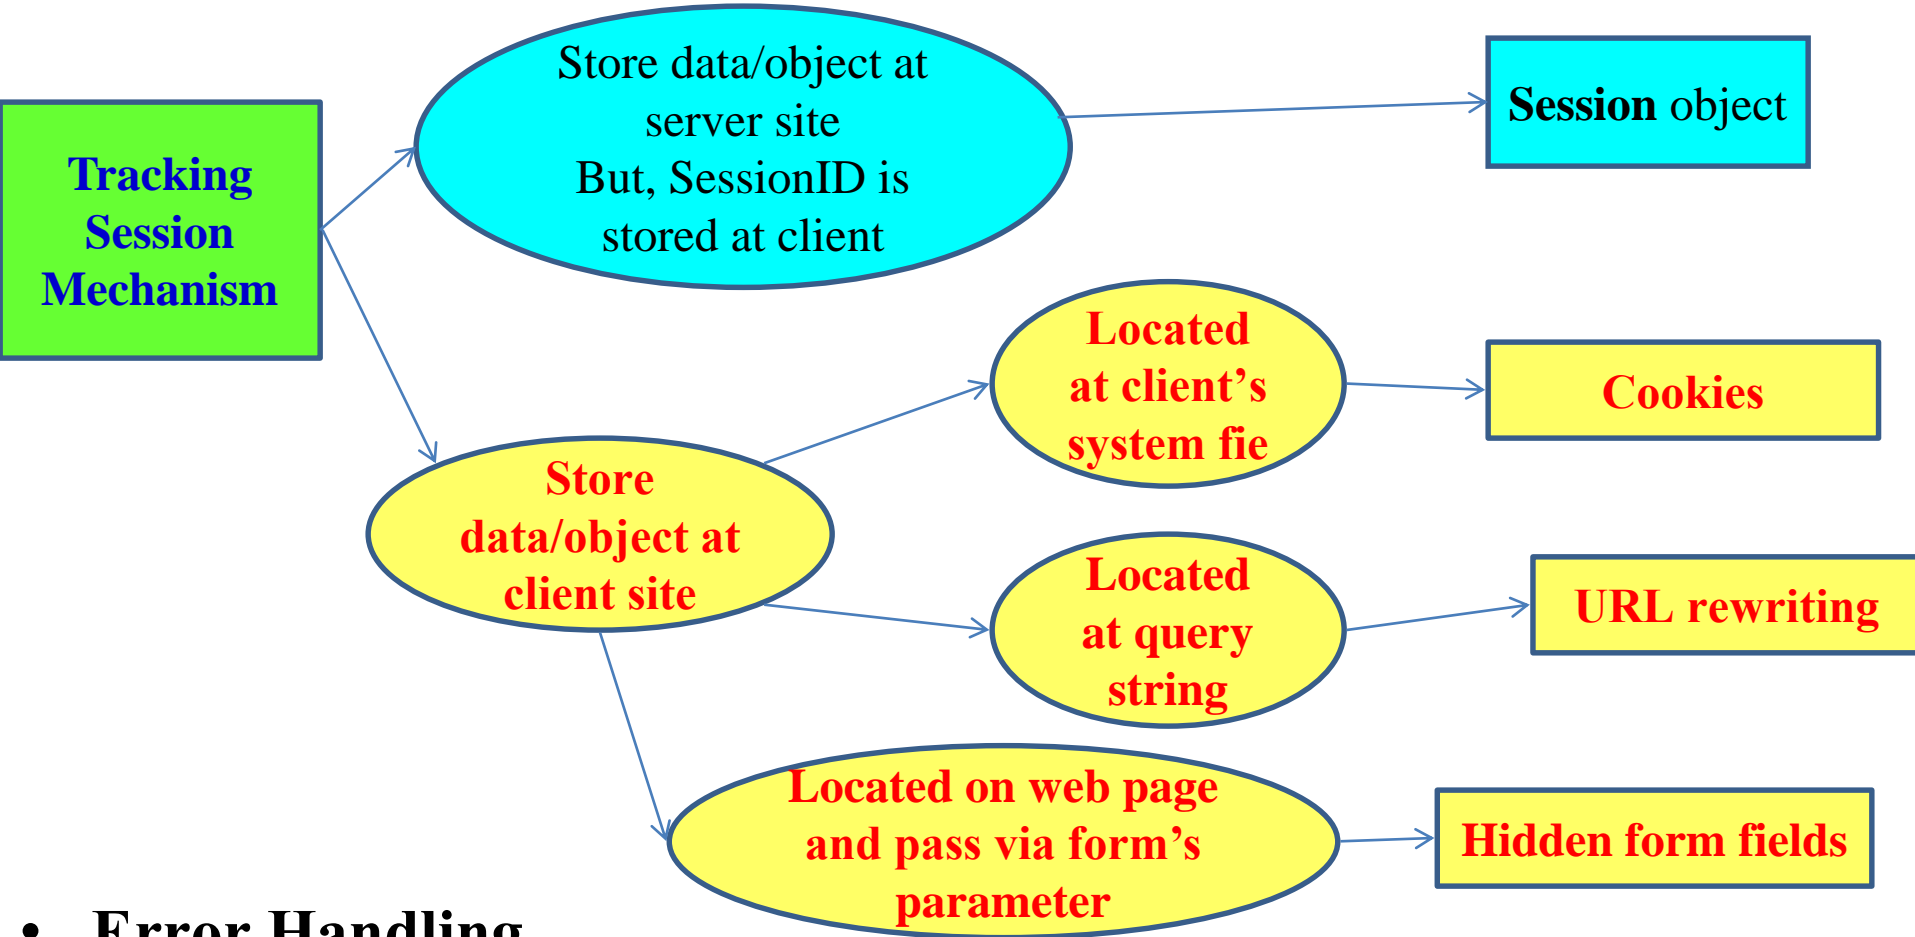 Tracking
Session
Mechanism
Store data/object at
server site
But, SessionID is
stored at client
Session object
Located
at client’s
system fie
Cookies
Store
data/object at
client site
Located
at query
string
URL rewriting
Located on web page
and pass via form’s
parameter
Hidden form fields
• Error Handling